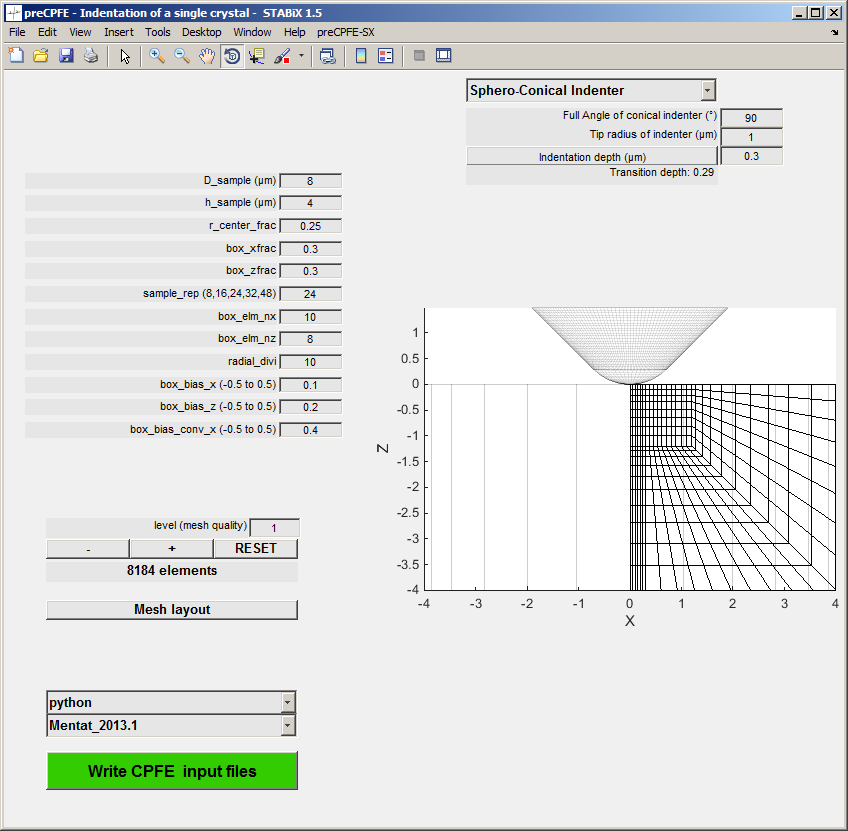 preCPFE - Indentation of a single crystal - STABiX 1.5
File Edit View Insert Tools Desktop Window Help preCPFE-SX
Sphero-Conical Indenter
Full Angle of conical indenter (°) 90
Tip radius of indenter (µm) 1
Indentation depth (µm) 0.3
Transition depth: 0.29
D_sample (µm) 8
h_sample (µm) 4
r_center_frac 0.25
box_xfrac 0.3
box_zfrac 0.3
sample_rep (8,16,24,32,48) 24
box_elm_nx 10
box_elm_nz 8
radial_divi 10
box_bias_x (-0.5 to 0.5) 0.1
box_bias_z (-0.5 to 0.5) 0.2
box_bias_conv_x (-0.5 to 0.5) 0.4
1
0.5
0
-0.5
-1
-1.5
-2
-2.5
-3
-3.5
-4
Z
-4 -3 -2 -1 0 1 2 3 4
X
level (mesh quality) 1
- + RESET
8184 elements
Mesh layout
python
Mentat_2013.1
Write CPFE input files